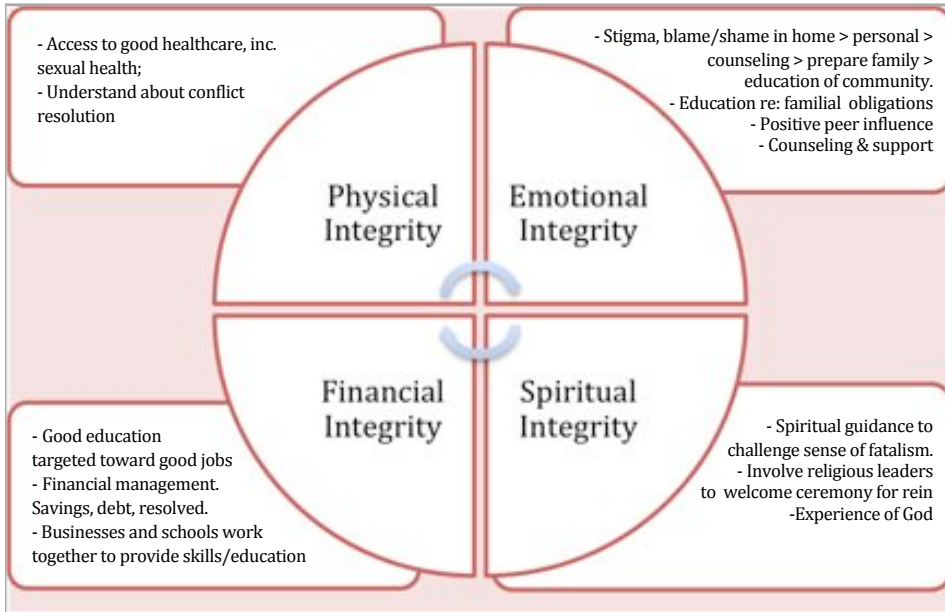 - Access to good healthcare, inc.
sexual health;
- Understand about conflict
resolution
- Stigma, blame/shame in home > personal >
counseling > prepare family >
education of community.
- Education re: familial obligations
- Positive peer influence
- Counseling & support
Physical
Integrity
Emotional
Integrity
Financial
Integrity
Spiritual
Integrity
- Good education
targeted toward good jobs
- Financial management.
Savings, debt, resolved.
- Businesses and schools work
together to provide skills/education
- Spiritual guidance to
challenge sense of fatalism.
- Involve religious leaders
to welcome ceremony for rein
-Experience of God